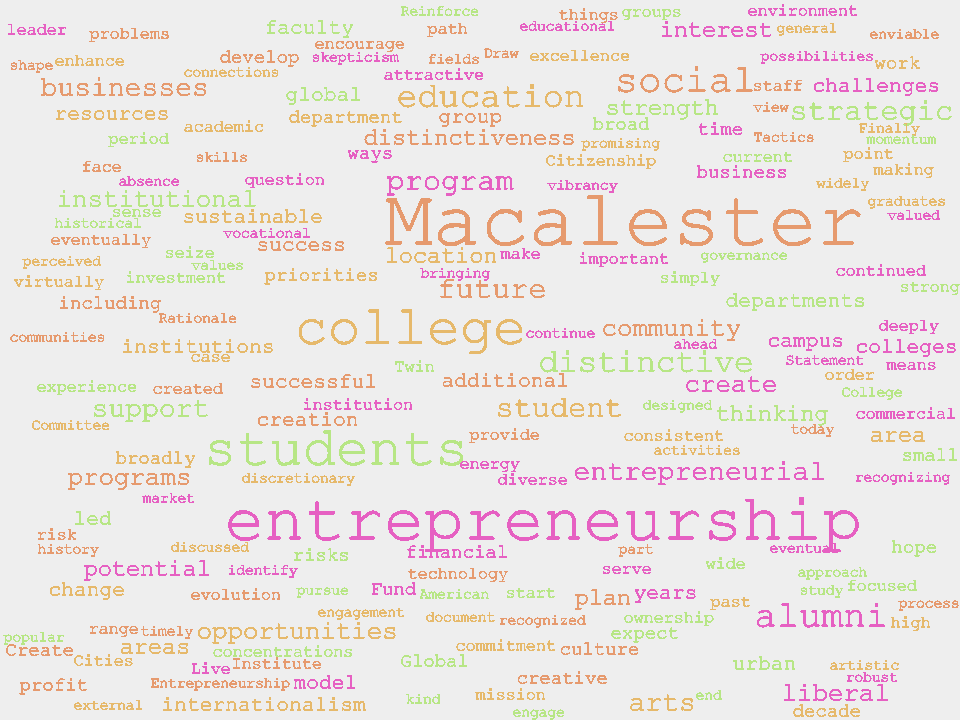 Reinforce
things
groups
environment
leader
problems
faculty
path
educational
interest
general
enviable
encourage
shape
enhance
develop
skepticism
fields
Draw
excellence
possibilities
work
connections
attractive
businesses
global
education
social
staff
challenges
resources
academic
department
group
strength
view
strategic
period
distinctiveness
broad
time
Tactics
Finally
promising
momentum
face
skills
ways
Citizenship
current
point
absence
question
program
vibrancy
business
making
widely
institutional
sense
historical
sustainable
Macalester
graduates
valued
eventually
vocational
seize
success
location
make
important
governance
perceived
values
virtually
investment
priorities
bringing
simply
continued
strong
including
future
departments
Rationale
communities
institutions
college
continue
community
campus
deeply
case
ahead
colleges
Twin
distinctive
Statement
means
experience
created
successful
additional
create
order
College
support
institution
student
designed
thinking
commercial
Committee
creation
provide
consistent
today
area
broadly
students
activities
small
programs
discretionary
energy
diverse
entrepreneurial
recognizing
market
led
entrepreneurship
risk
history
discussed
risks
financial
part
eventual
hope
potential
identify
technology
serve
wide
approach
change
evolution
pursue
Fund
American
start
plan
years
study
focused
past
process
engagement
document
recognized
ownership
alumni
high
popular
range
timely
opportunities
expect
Create
areas
concentrations
commitment
culture
Cities
Live
Institute
Global
urban
artistic
profit
Entrepreneurship
model
creative
robust
external
internationalism
kind
mission
end
arts
liberal
engage
decade